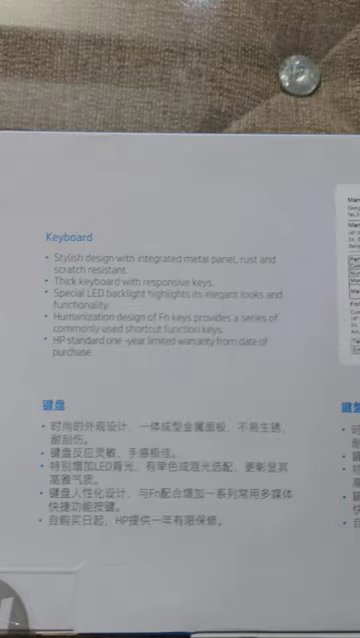 Keyboard
• Stylish design with integrated metal panel, rust and
scratch resistant.
• Thick keyboard with responsive keys.
• Special LED backlight highlights its elegant looks and
functionality.
• Humanization design of Fn keys provides a series of
commonly used shortcut function keys.
• HP standard one -year limited warranty from date of
purchase.
键盘
• 时尚的外观设计，一体成型金属面板，不易生锈，
耐刮伤。
• 键盘反应灵敏，手感极佳。
• 特别增加LED背光，有单色或混光选配，更彰显其
高雅气质。
• 键盘人性化设计，与Fn配合增加一系列常用多媒体
快捷功能按键。
• 自购买日起，HP提供一年有限保修。